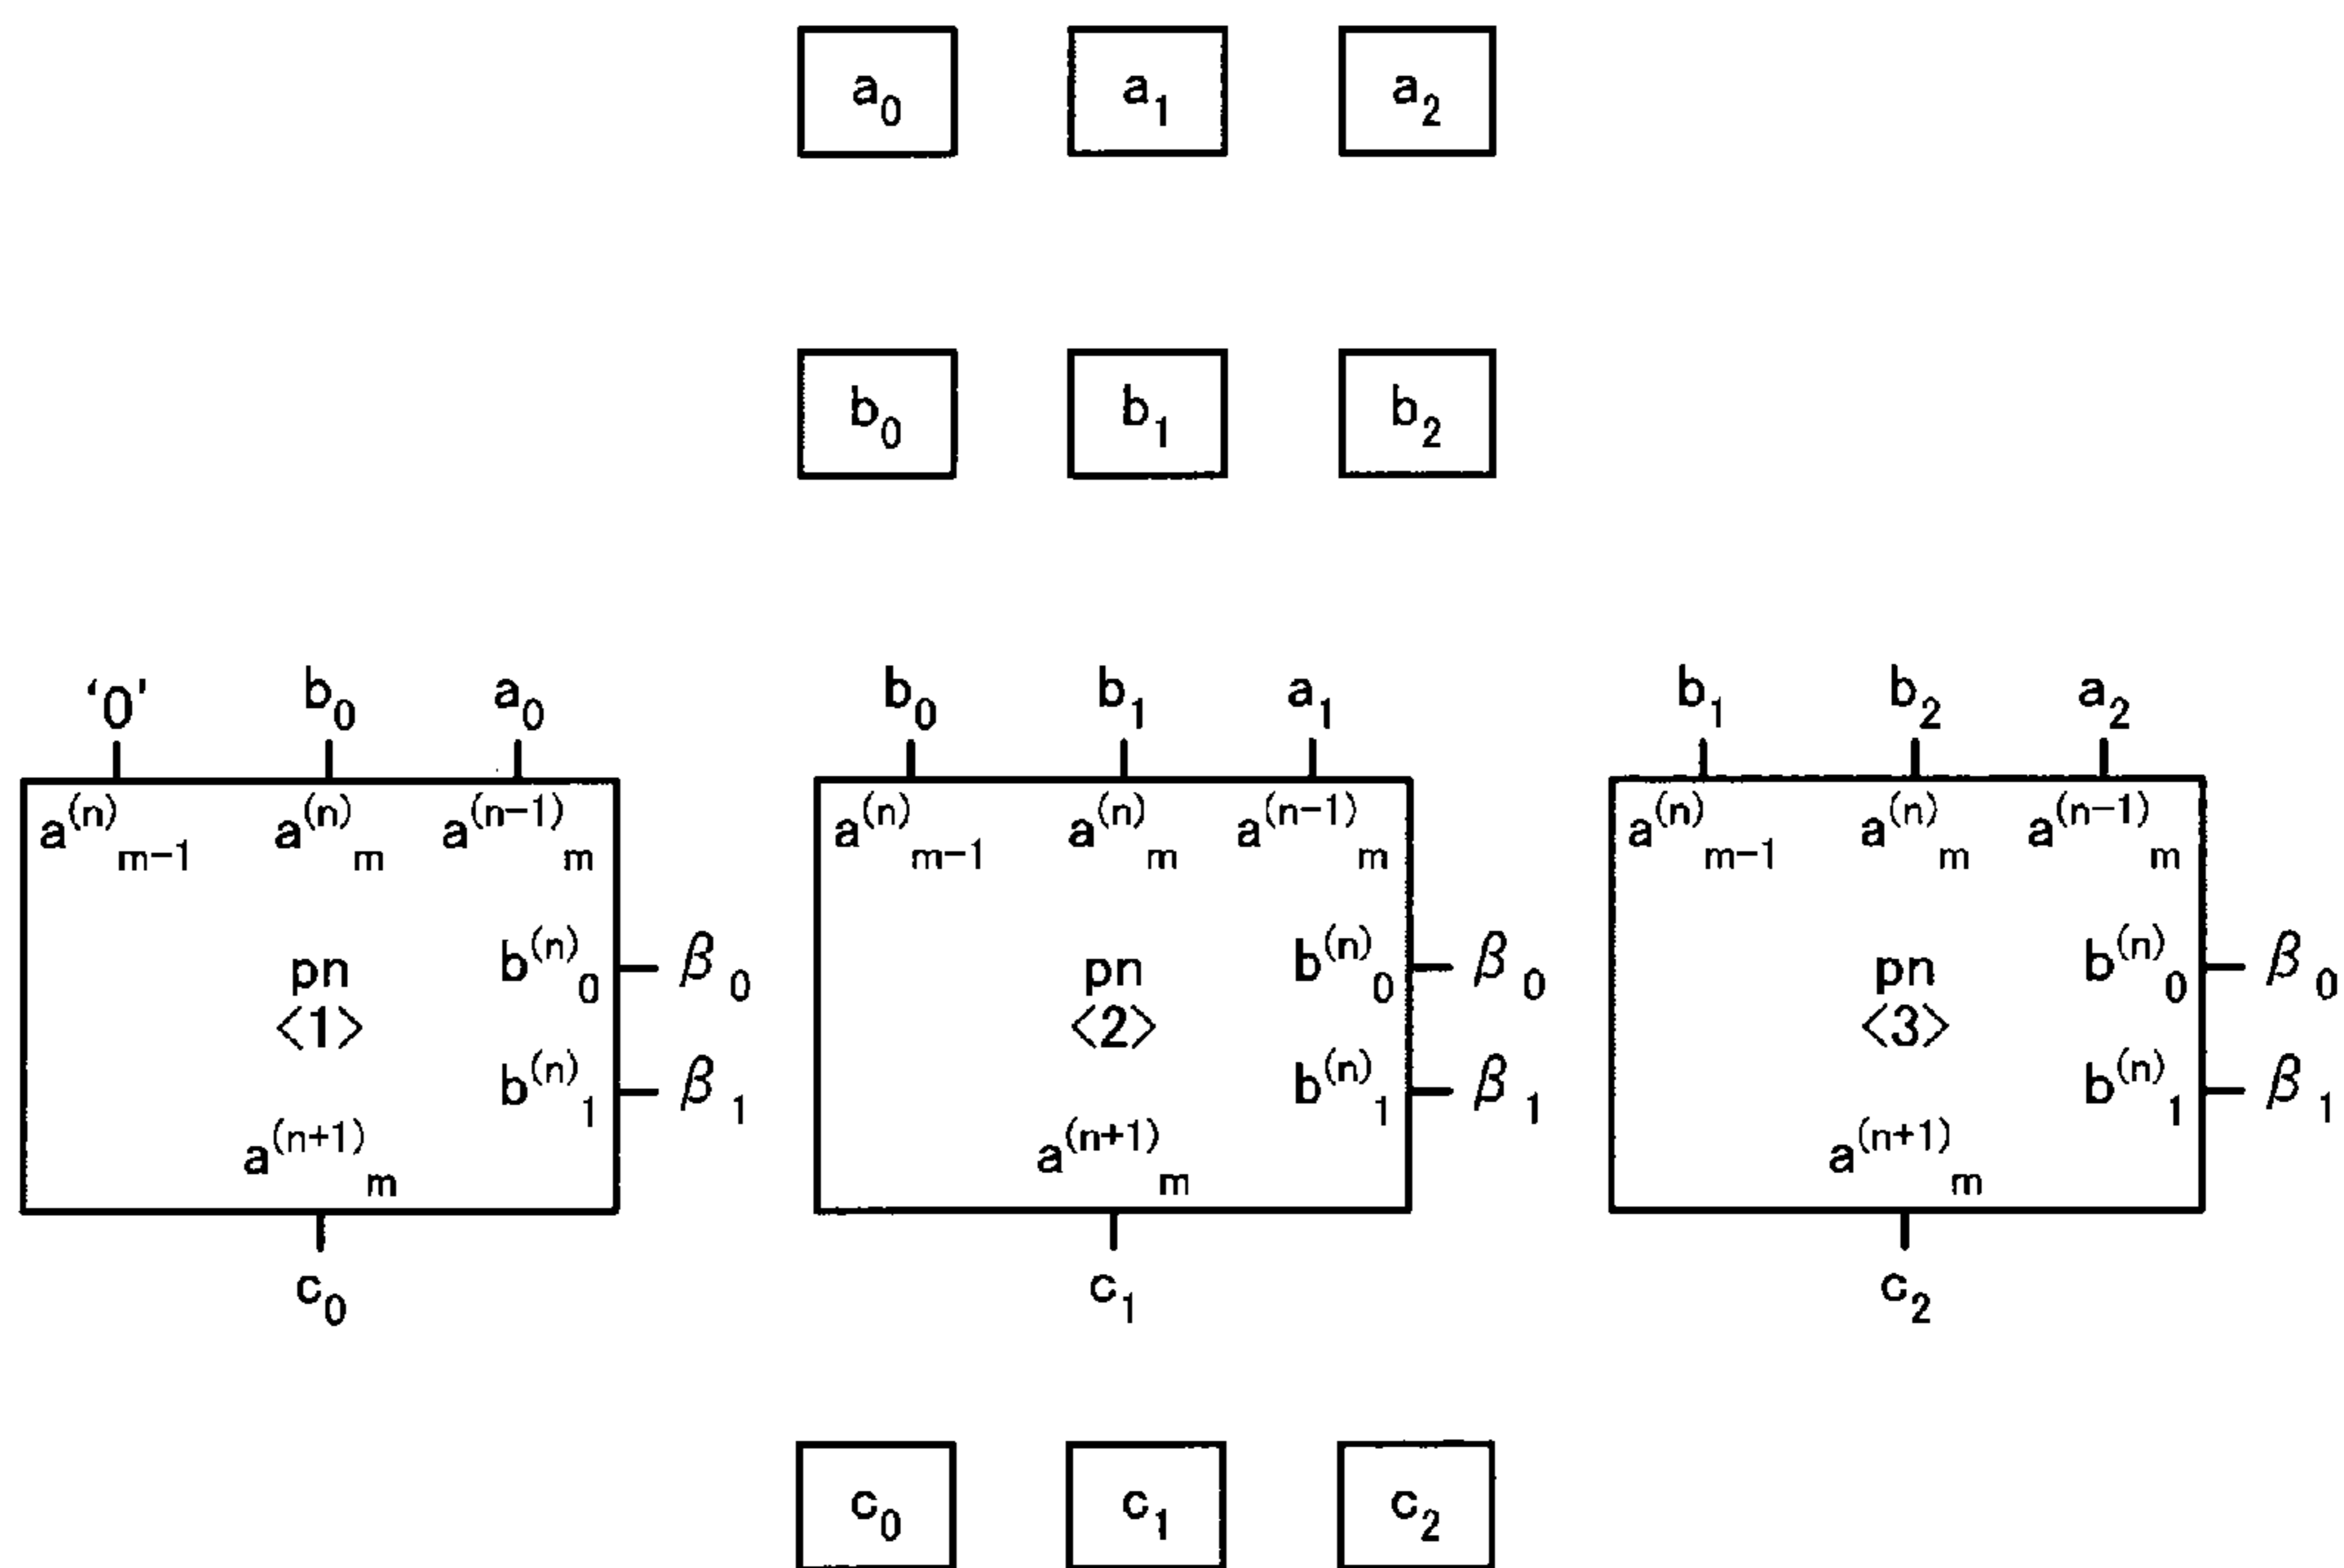 a₀ a₁ a₂
b₀ b₁ b₂
‘0’ b₀ a₀ b₀ b₁ a₁ b₁ b₂ a₂
a⁽ⁿ⁾ₘ₋₁ a⁽ⁿ⁾ₘ a⁽ⁿ⁻¹⁾ₘ a⁽ⁿ⁾ₘ₋₁ a⁽ⁿ⁾ₘ a⁽ⁿ⁻¹⁾ₘ a⁽ⁿ⁾ₘ₋₁ a⁽ⁿ⁾ₘ a⁽ⁿ⁻¹⁾ₘ
pn b⁽ⁿ⁾₀ β₀ pn b⁽ⁿ⁾₀ β₀ pn b⁽ⁿ⁾₀ β₀
<1> <2> <3>
b⁽ⁿ⁾₁ β₁ b⁽ⁿ⁾₁ β₁ b⁽ⁿ⁾₁ β₁
a⁽ⁿ⁺¹⁾ₘ a⁽ⁿ⁺¹⁾ₘ a⁽ⁿ⁺¹⁾ₘ
c₀ c₁ c₂
c₀ c₁ c₂